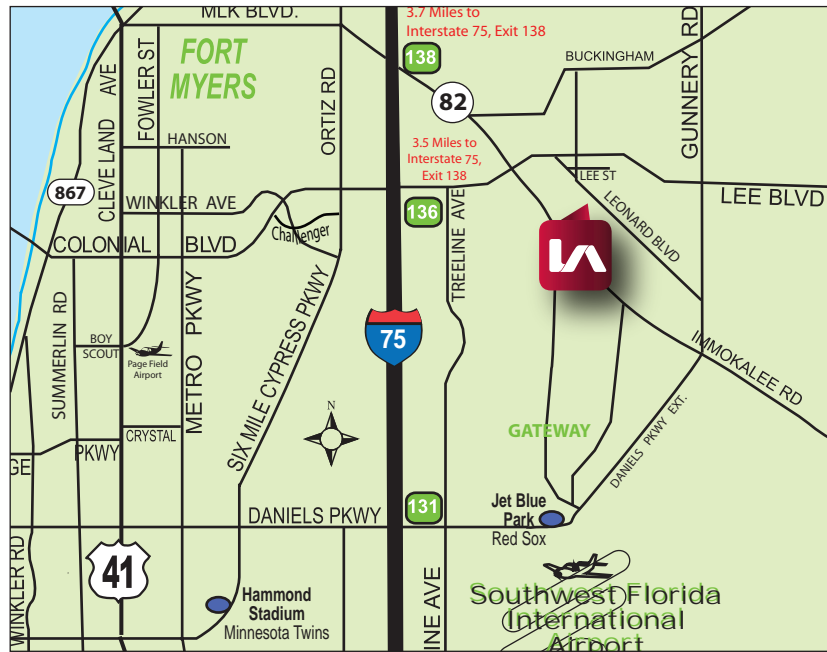 MLK BLVD.
3.7 Miles to
Interstate 75, Exit 138
138
FORT
MYERS
CLEVELAND AVE
FOWLER ST
ORTIZ RD
BUCKINGHAM
GUNNERY RD
82
HANSON
3.5 Miles to
Interstate 75,
Exit 138
LEE ST
867
WINKLER AVE
136
LEE BLVD
LEONARD BLVD
Challenger
COLONIAL BLVD
TREELINE AVE
SUMMERLIN RD
METRO PKWY
SIX MILE CYPRESS PKWY
75
BOY
SCOUT
Page Field
Airport
IMMOKALEE RD
N
GATEWAY
DANIELS PKWY EXT.
CRYSTAL
GE
PKWY
131
Jet Blue
Park
Red Sox
DANIELS PKWY
WINKLER RD
41
Hammond
Stadium
Minnesota Twins
INE AVE
Southwest Florida
International
Airport